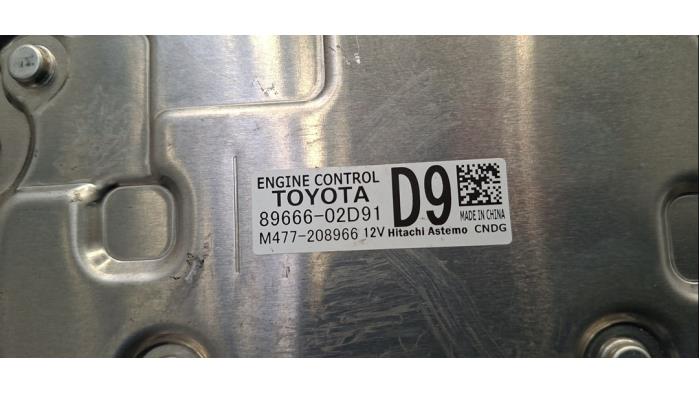 ENGINE CONTROL
TOYOTA
89666-02D91
D9
MADE IN CHINA
M477-208966 12V Hitachi Astemo CNDG